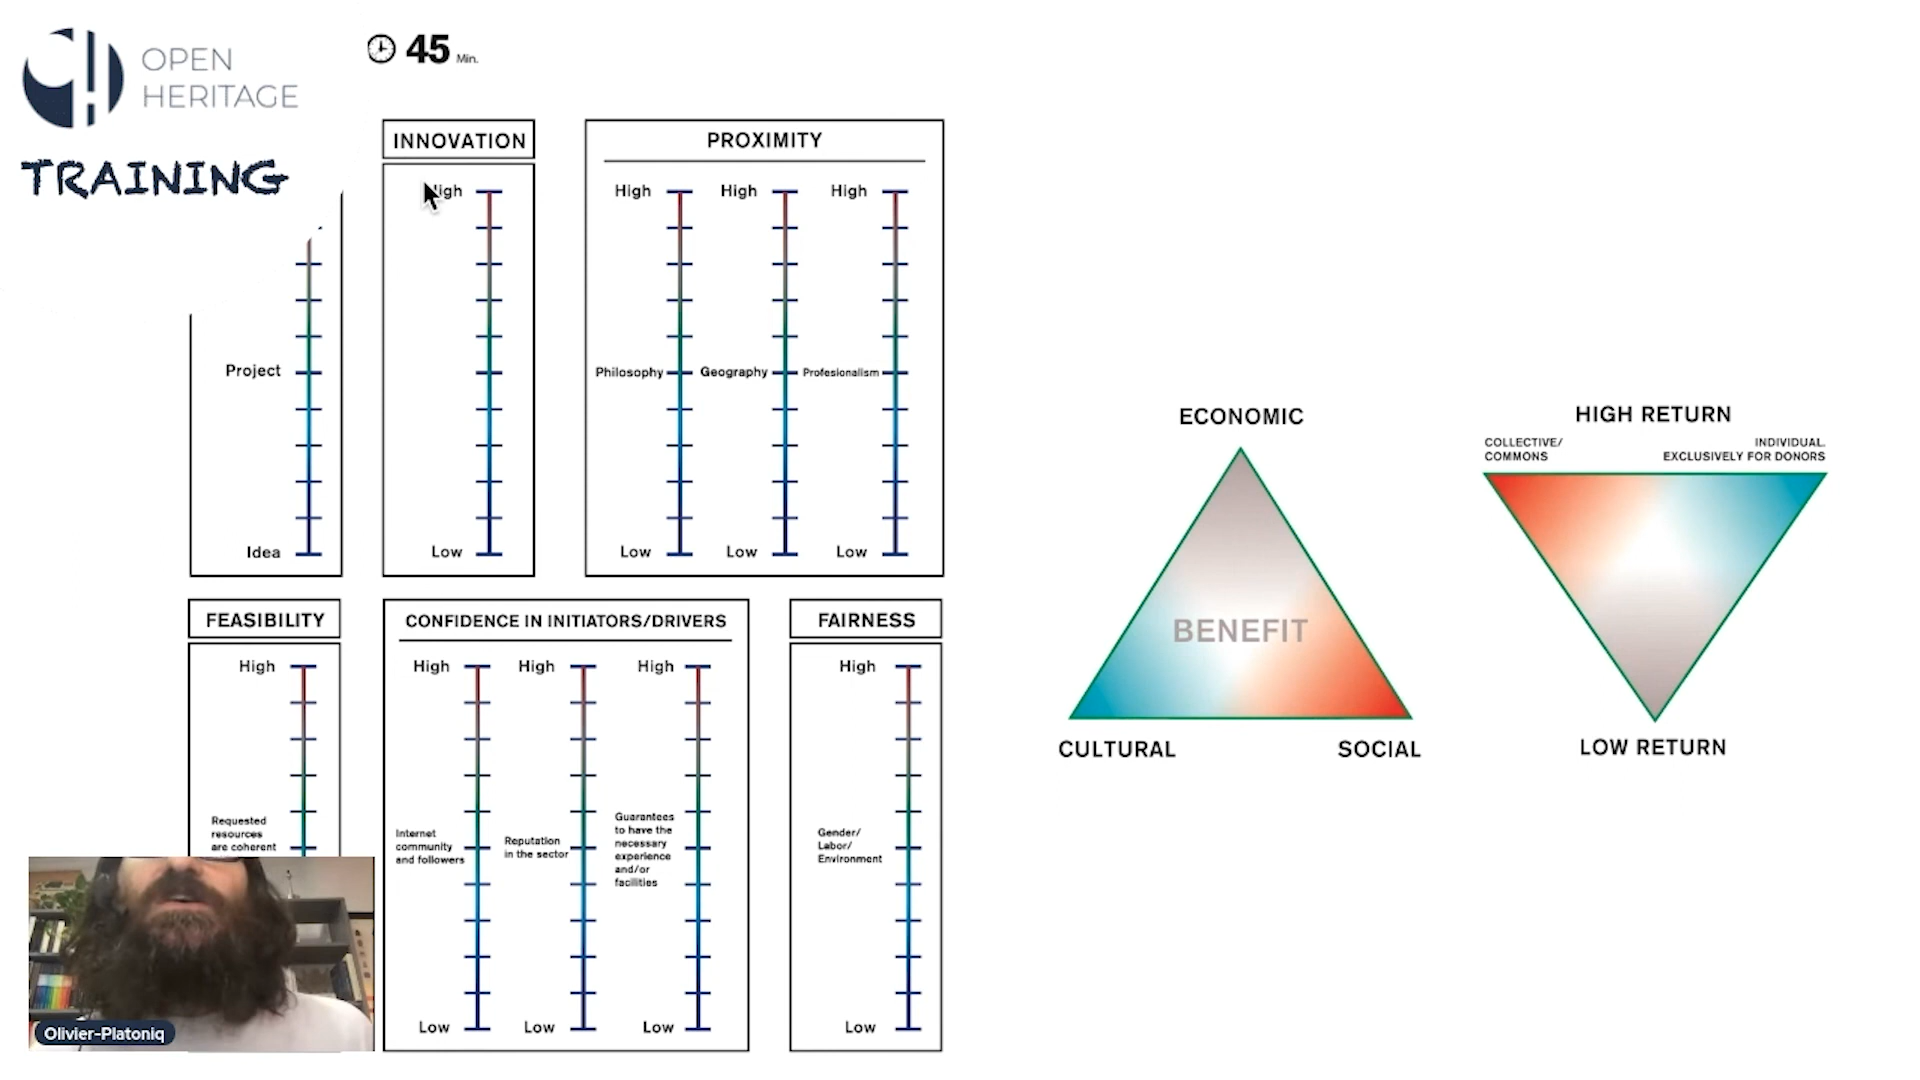 OPEN
HERITAGE
TRAINING
45 Min.
INNOVATION
High
Low
PROXIMITY
High High High
Philosophy Geography Profesionalism
Low Low Low
Project
Idea
FEASIBILITY
High
Requested
resources
are coherent
CONFIDENCE IN INITIATORS/DRIVERS
High High High
Internet
community
and followers
Reputation
in the sector
Guarantees
to have the
necessary
experience
and/or
facilities
Low Low Low
FAIRNESS
High
Gender/
Labor/
Environment
Low
ECONOMIC
BENEFIT
CULTURAL SOCIAL
HIGH RETURN
COLLECTIVE/
COMMONS
INDIVIDUAL.
EXCLUSIVELY FOR DONORS
LOW RETURN
Olivier-Platoniq